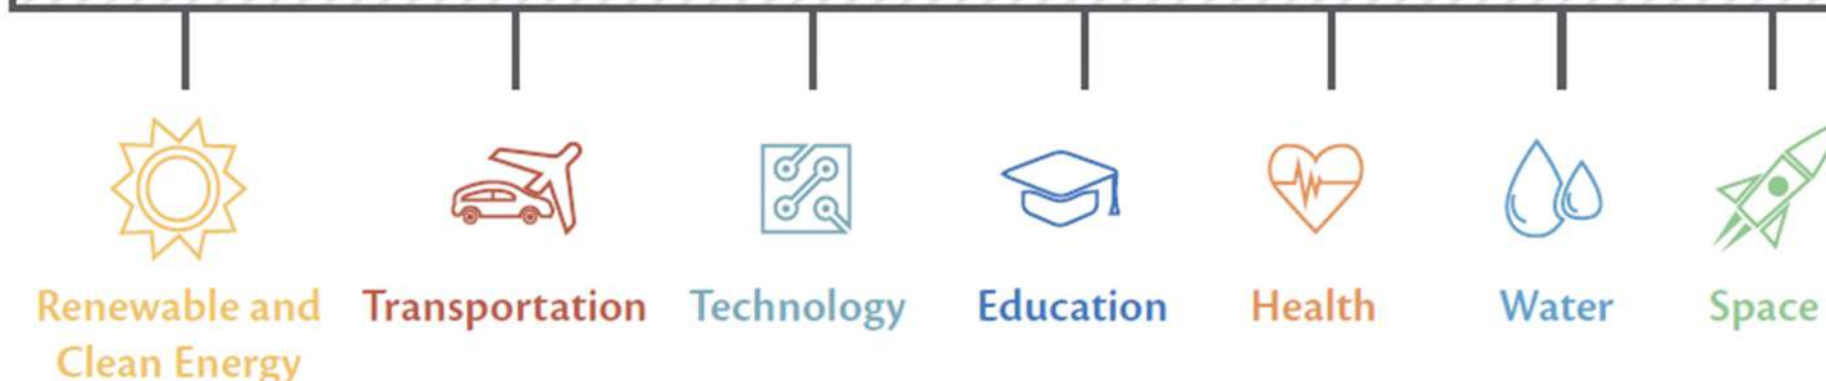 Renewable and
Clean Energy
Transportation
Technology
Education
Health
Water
Space